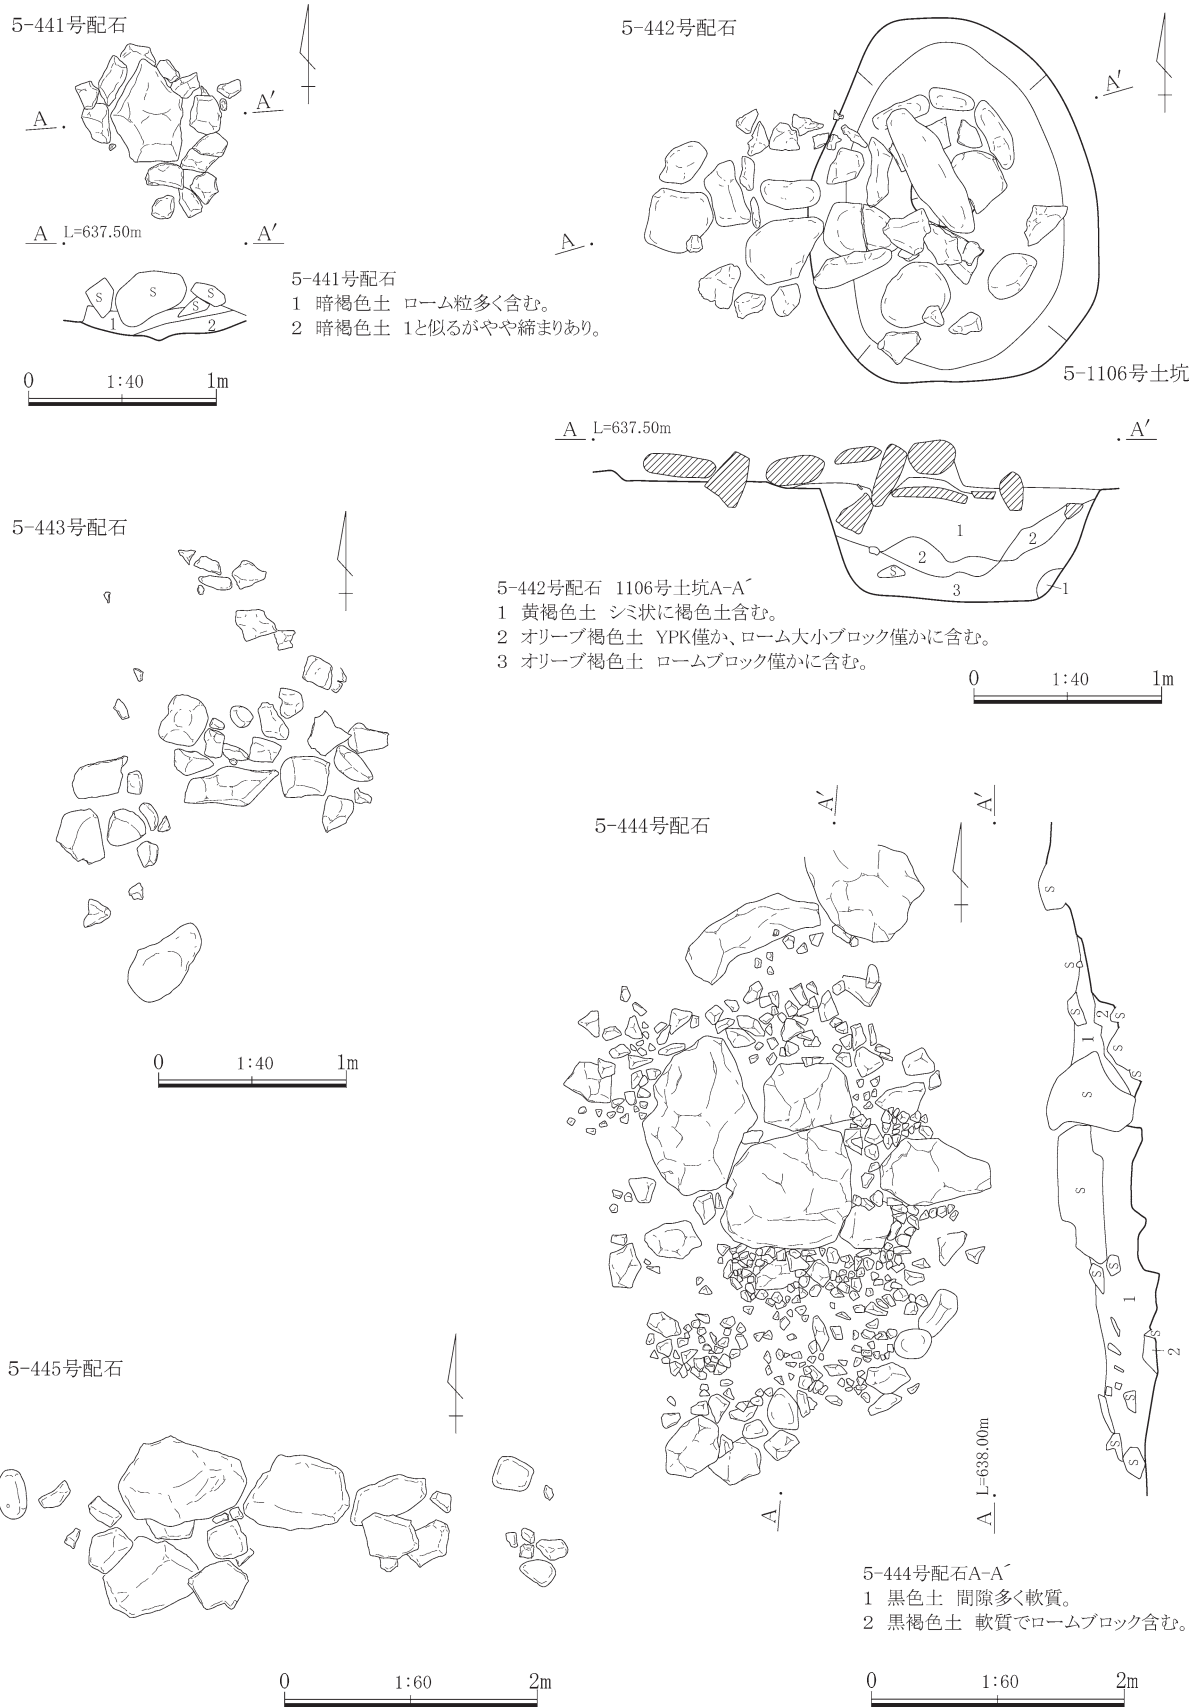 5-441号配石
A
A′
A L=637.50m A′
S
S
S
S
1
2
5-441号配石
1 暗褐色土 ローム粒多く含む。
2 暗褐色土 1と似るがやや締まりあり。
0 1:40 1m
5-442号配石
A′
A
5-1106号土坑
A L=637.50m A′
1
2
2
S
3
1
5-442号配石 1106号土坑A-A′
1 黄褐色土 シミ状に褐色土含む。
2 オリーブ褐色土 YPK僅か、ローム大小ブロック僅かに含む。
3 オリーブ褐色土 ロームブロック僅かに含む。
0 1:40 1m
5-443号配石
0 1:40 1m
5-444号配石
A′
A′
S
S
S
2
S
1
S
S
S
S
S
S
1
S
2
S
S
S
A
A L=638.00m
5-444号配石A-A′
1 黒色土 間隙多く軟質。
2 黒褐色土 軟質でロームブロック含む。
0 1:60 2m
5-445号配石
0 1:60 2m